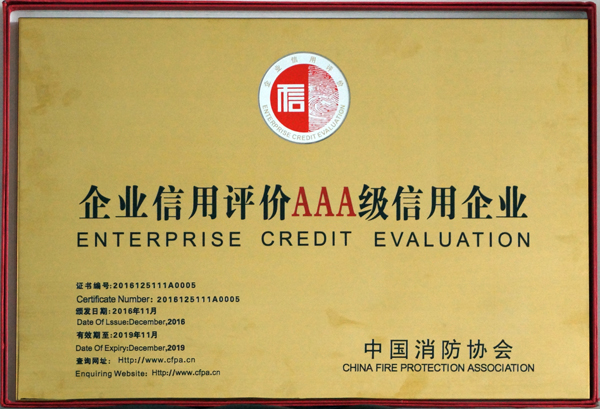 企业信用评价
信
ENTERPRISE CREDIT EVALUATION
企业信用评价AAA级信用企业
ENTERPRISE CREDIT EVALUATION
证书编号:2016125111A0005
Certificate Number: 2016125111A0005
颁发日期:2016年11月
Date Of Lssue:December,2016
有效期至:2019年11月
Date Of Expiry:December,2019
查询网址: Http://www.cfpa.cn
Enquiring Website: Http://www.cfpa.cn
中国消防协会
CHINA FIRE PROTECTION ASSOCIATION